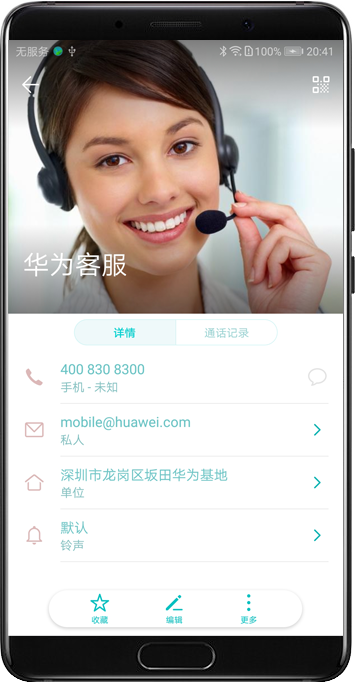 无服务 100% 20:41
华为客服
详情 通话记录
400 830 8300
手机 - 未知
mobile@huawei.com
私人
深圳市龙岗区坂田华为基地
单位
默认
铃声
收藏 编辑 更多